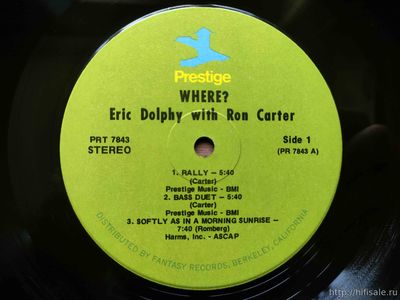 Prestige
WHERE?
Eric Dolphy with Ron Carter
PRT 7843
STEREO
Side 1
(PR 7843 A)
1. RALLY – 5:40
(Carter)
Prestige Music - BMI
2. BASS DUET – 5:40
(Carter)
Prestige Music - BMI
3. SOFTLY AS IN A MORNING SUNRISE –
7:40 (Romberg)
Harms, Inc. - ASCAP
DISTRIBUTED BY FANTASY RECORDS, BERKELEY, CALIFORNIA
https://hifisale.ru